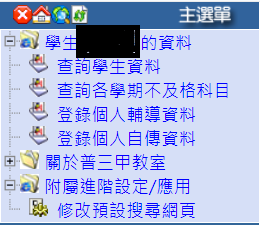 主選單
學生 的資料
查詢學生資料
查詢各學期不及格科目
登錄個人輔導資料
登錄個人自傳資料
關於普三甲教室
附屬進階設定/應用
修改預設搜尋網頁